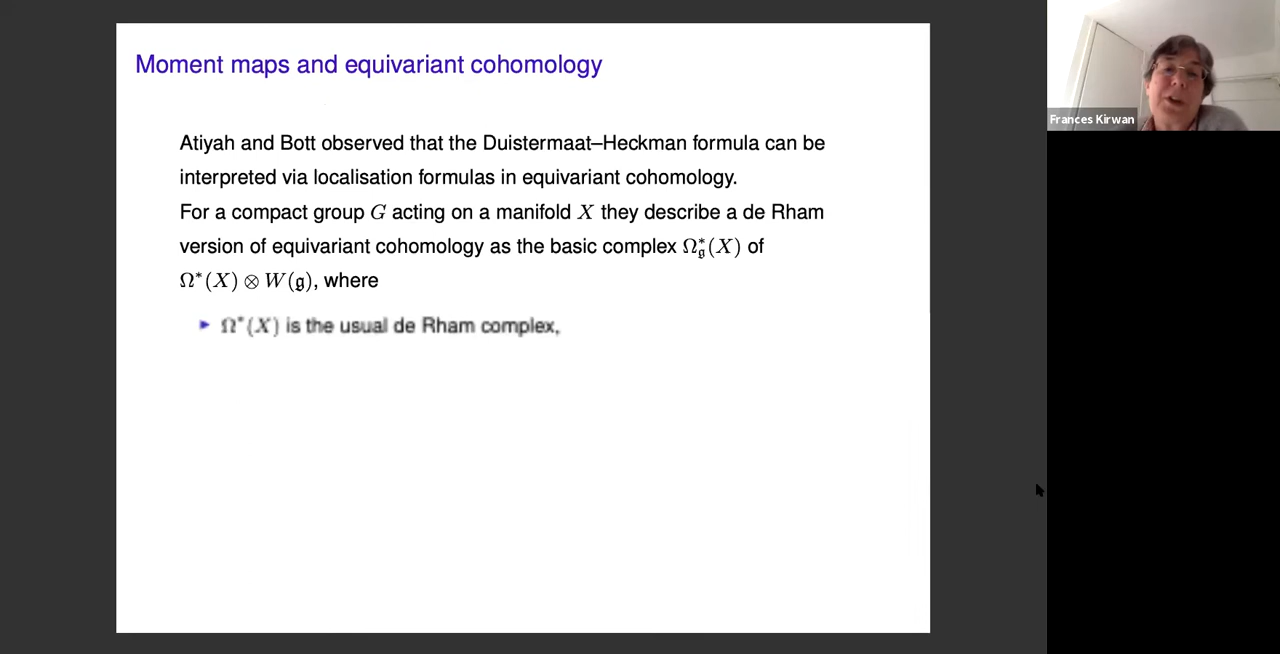 Moment maps and equivariant cohomology
Atiyah and Bott observed that the Duistermaat–Heckman formula can be
interpreted via localisation formulas in equivariant cohomology.
For a compact group G acting on a manifold X they describe a de Rham
version of equivariant cohomology as the basic complex Ω*𝔤(X) of
Ω*(X) ⊗ W(𝔤), where
► Ω*(X) is the usual de Rham complex,
Frances Kirwan